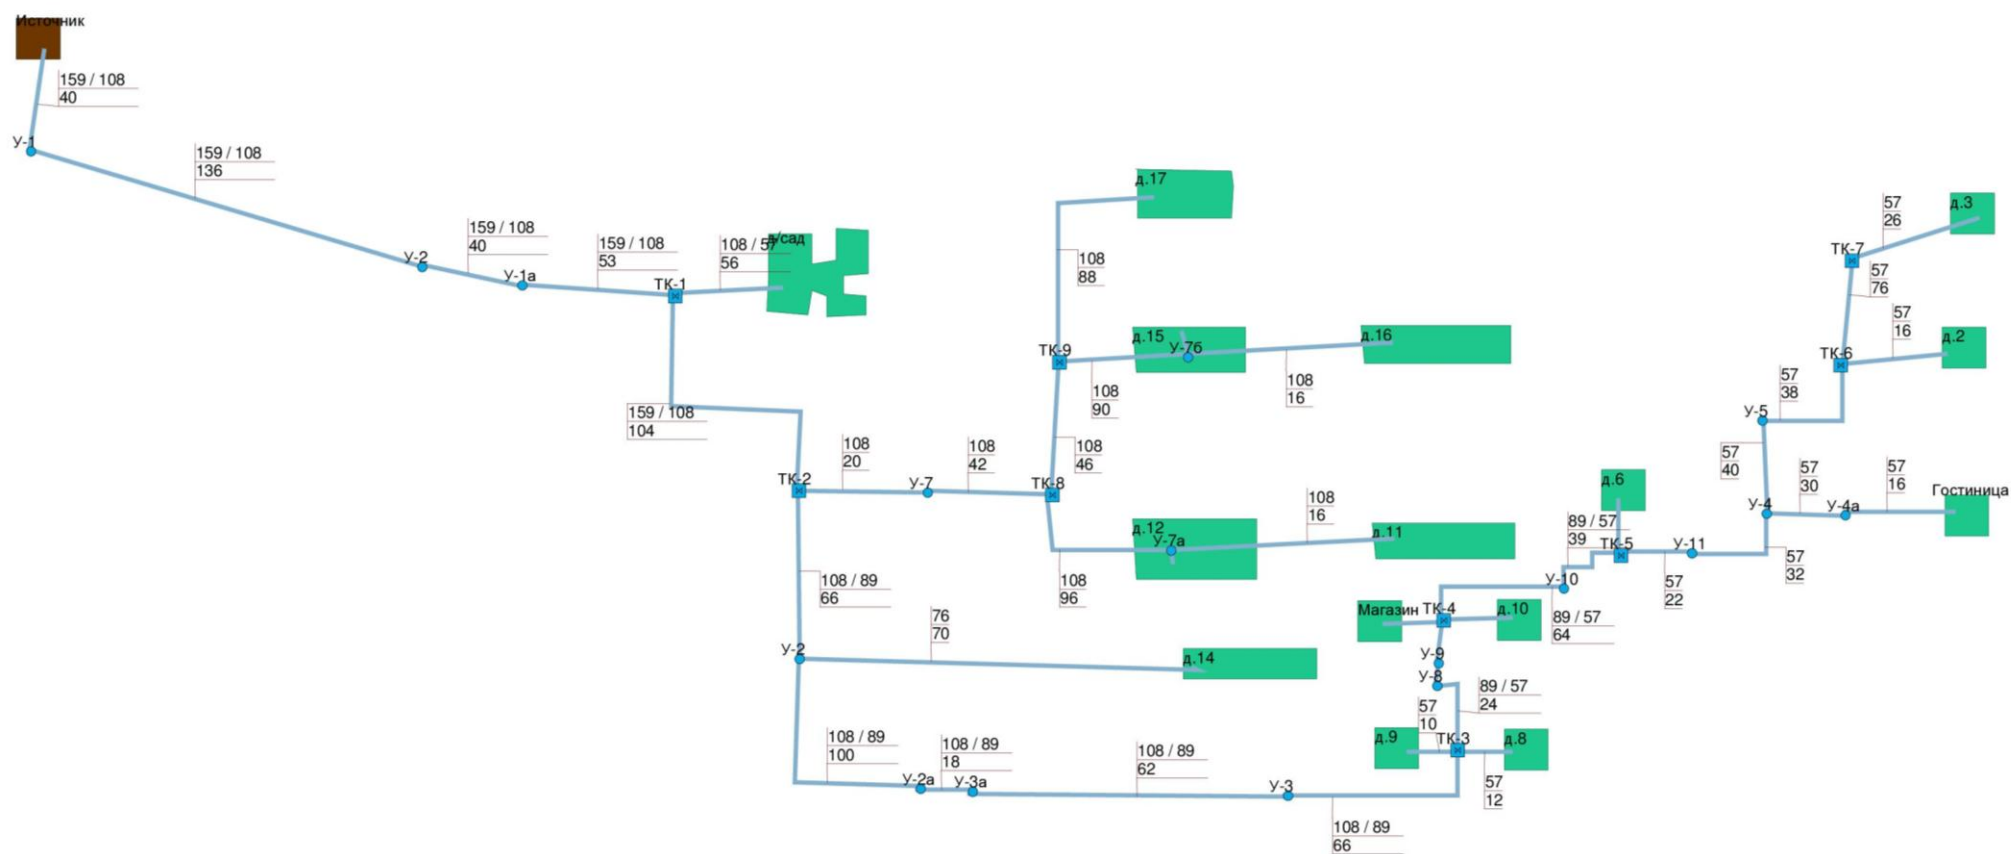 Источник
159 / 108
40
У-1
159 / 108
136
У-2
159 / 108
40
У-1а
159 / 108
53
ТК-1
108 / 57
56
д/сад
159 / 108
104
ТК-2
108
20
У-7
108
42
ТК-8
108
46
ТК-9
108
88
д.17
108
90
д.15
У-7б
108
16
д.16
108
96
д.12
У-7а
108
16
д.11
108 / 89
66
У-2
76
70
д.14
108 / 89
100
У-2а
108 / 89
18
У-3а
108 / 89
62
У-3
108 / 89
66
ТК-3
57
10
д.9
д.8
57
12
89 / 57
24
У-8
У-9
Магазин
ТК-4
д.10
89 / 57
64
У-10
89 / 57
39
ТК-5
д.6
57
22
У-11
57
32
У-4
57
30
У-4а
57
16
Гостиница
57
40
У-5
57
38
ТК-6
57
16
д.2
57
76
ТК-7
57
26
д.3